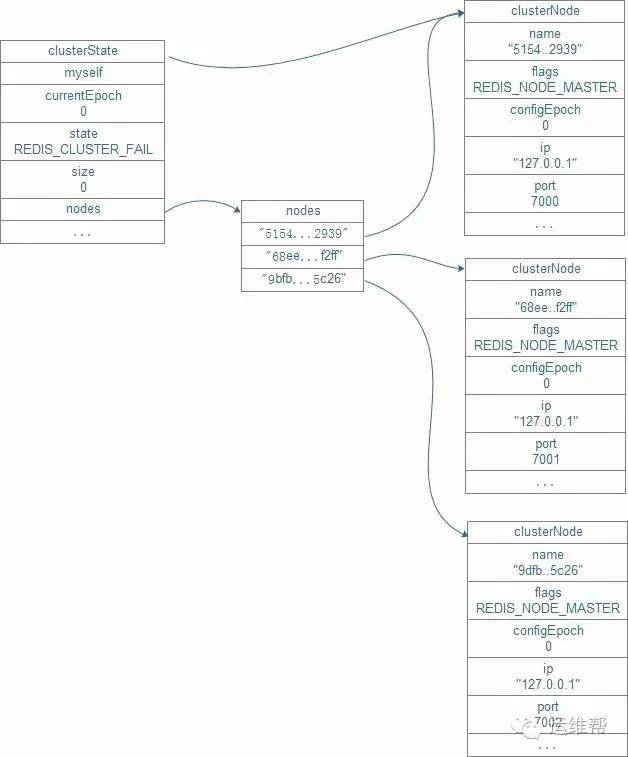 clusterState
myself
currentEpoch
0
state
REDIS_CLUSTER_FAIL
size
0
nodes
...
nodes
"5154...2939"
"68ee...f2ff"
"9bfb...5c26"
clusterNode
name
"5154..2939"
flags
REDIS_NODE_MASTER
configEpoch
0
ip
"127.0.0.1"
port
7000
...
clusterNode
name
"68ee..f2ff"
flags
REDIS_NODE_MASTER
configEpoch
0
ip
"127.0.0.1"
port
7001
...
clusterNode
name
"9dfb..5c26"
flags
REDIS_NODE_MASTER
configEpoch
0
ip
"127.0.0.1"
port
7002
...
运维帮